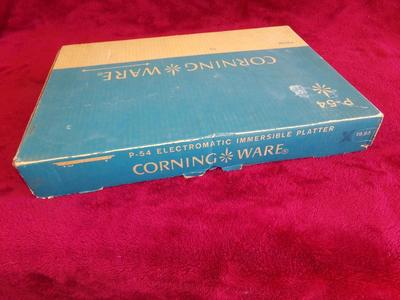 CORNING WARE
P-54
P-54 ELECTROMATIC IMMERSIBLE PLATTER
CORNING WARE®